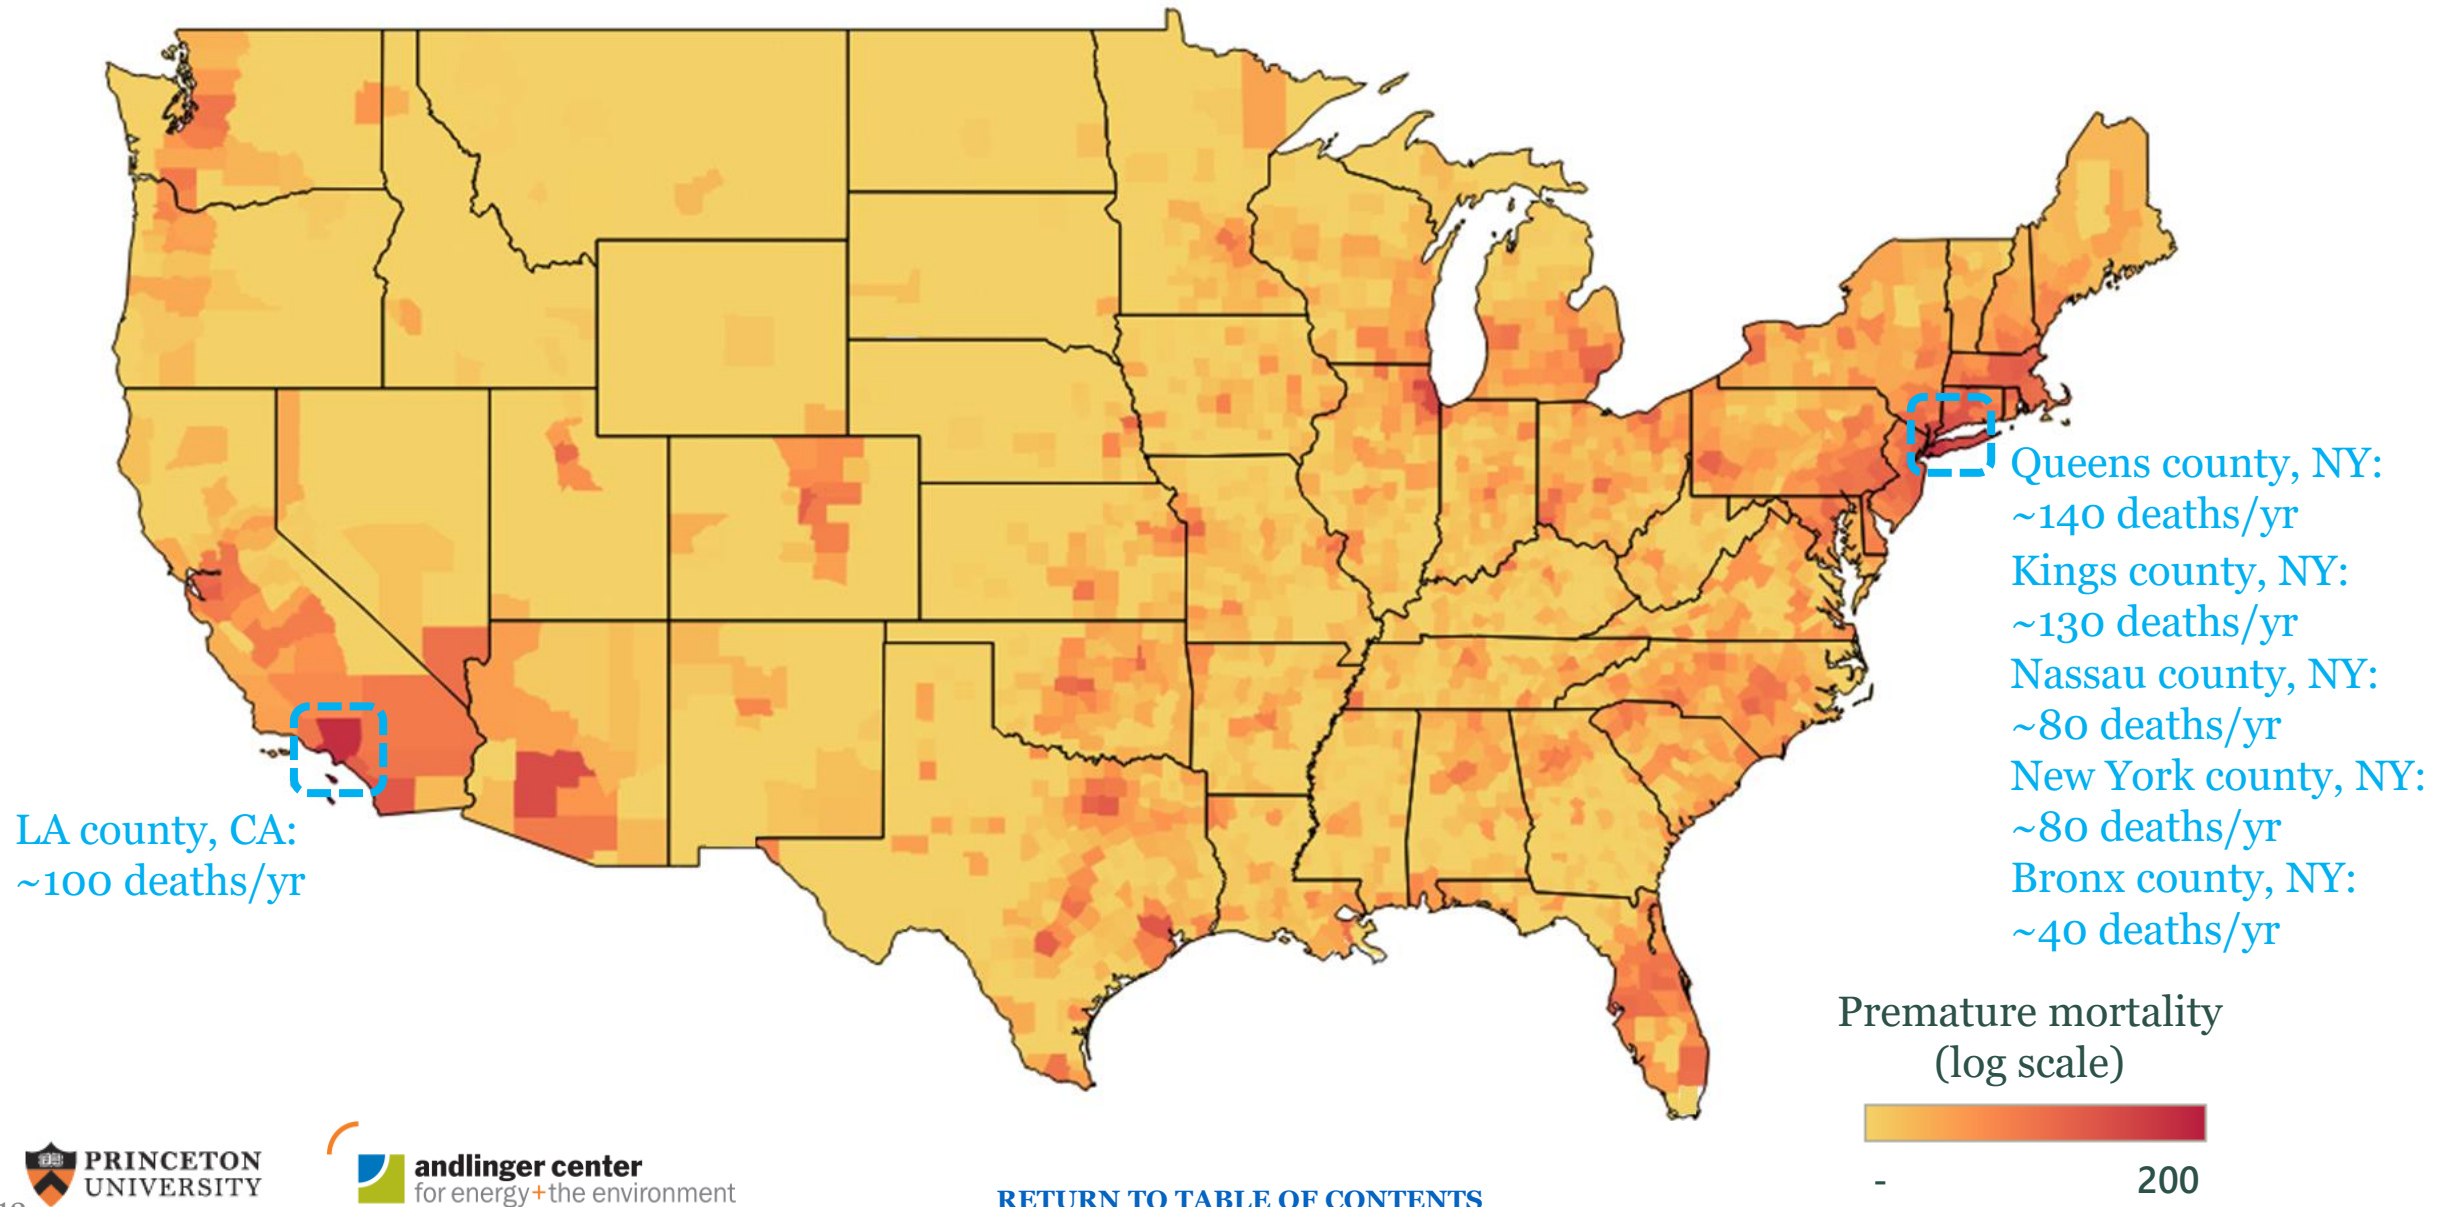 Queens county, NY:
~140 deaths/yr
Kings county, NY:
~130 deaths/yr
Nassau county, NY:
~80 deaths/yr
New York county, NY:
~80 deaths/yr
Bronx county, NY:
~40 deaths/yr
LA county, CA:
~100 deaths/yr
Premature mortality
(log scale)
- 200
PRINCETON
UNIVERSITY
andlinger center
for energy+the environment
RETURN TO TABLE OF CONTENTS